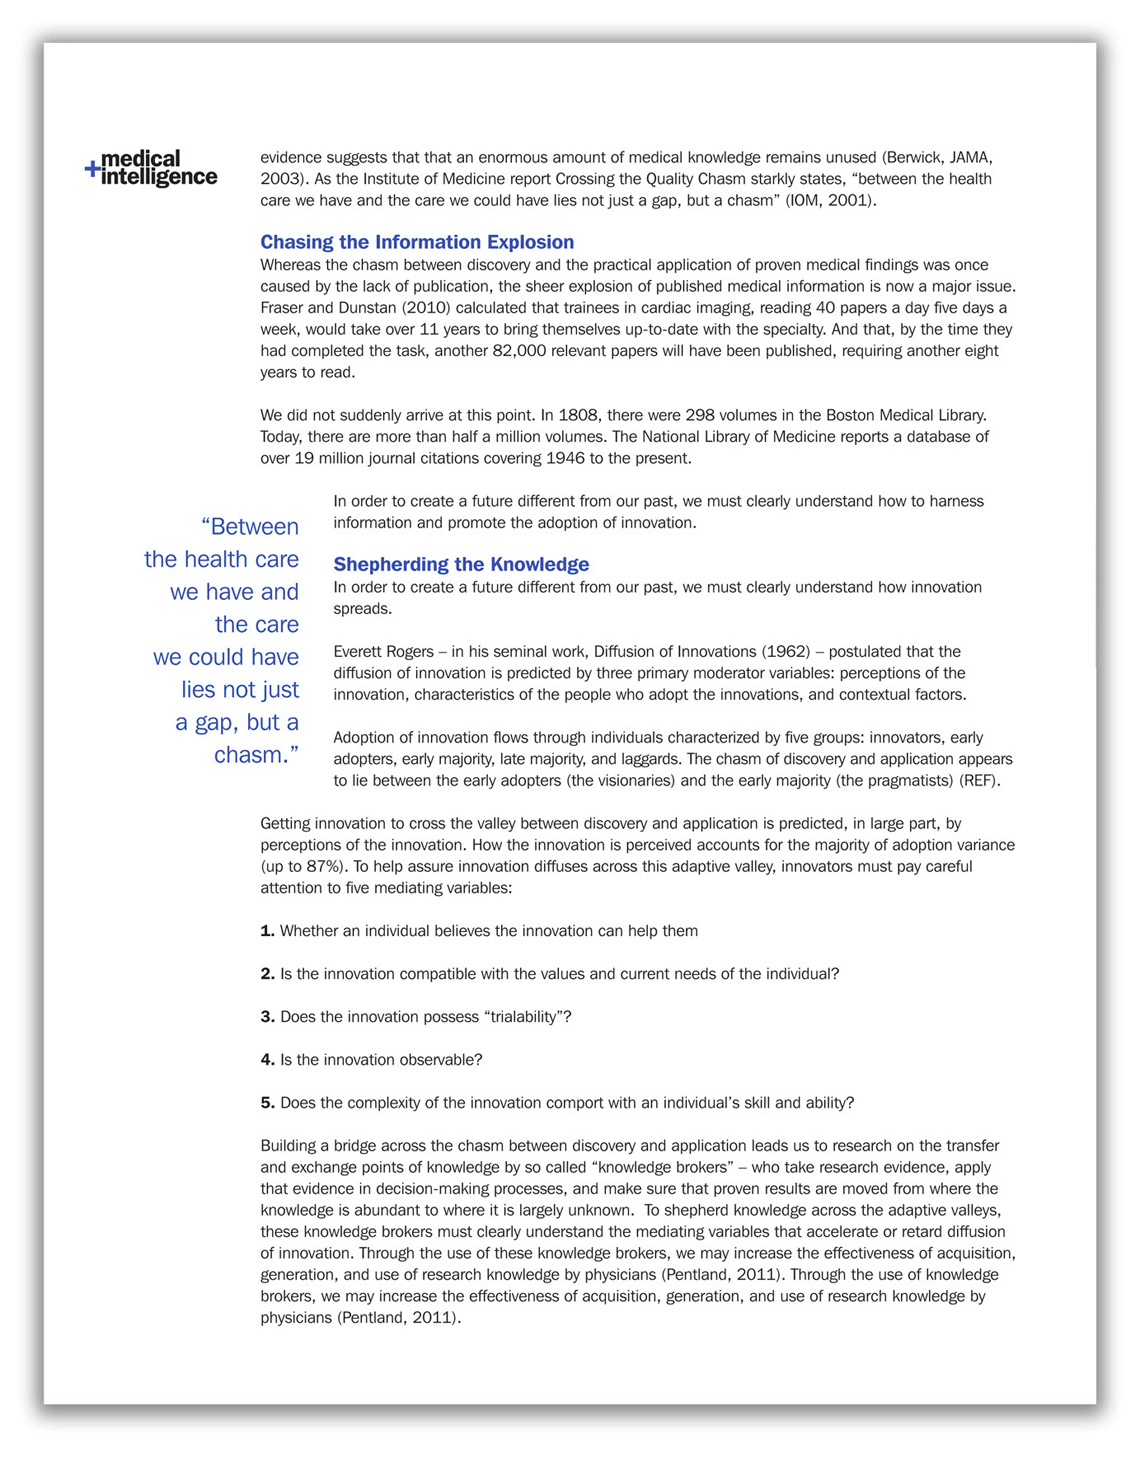 +medical
intelligence
evidence suggests that that an enormous amount of medical knowledge remains unused (Berwick, JAMA,
2003). As the Institute of Medicine report Crossing the Quality Chasm starkly states, “between the health
care we have and the care we could have lies not just a gap, but a chasm” (IOM, 2001).
Chasing the Information Explosion
Whereas the chasm between discovery and the practical application of proven medical findings was once
caused by the lack of publication, the sheer explosion of published medical information is now a major issue.
Fraser and Dunstan (2010) calculated that trainees in cardiac imaging, reading 40 papers a day five days a
week, would take over 11 years to bring themselves up-to-date with the specialty. And that, by the time they
had completed the task, another 82,000 relevant papers will have been published, requiring another eight
years to read.
We did not suddenly arrive at this point. In 1808, there were 298 volumes in the Boston Medical Library.
Today, there are more than half a million volumes. The National Library of Medicine reports a database of
over 19 million journal citations covering 1946 to the present.
“Between
the health care
we have and
the care
we could have
lies not just
a gap, but a
chasm.”
In order to create a future different from our past, we must clearly understand how to harness
information and promote the adoption of innovation.
Shepherding the Knowledge
In order to create a future different from our past, we must clearly understand how innovation
spreads.
Everett Rogers – in his seminal work, Diffusion of Innovations (1962) – postulated that the
diffusion of innovation is predicted by three primary moderator variables: perceptions of the
innovation, characteristics of the people who adopt the innovations, and contextual factors.
Adoption of innovation flows through individuals characterized by five groups: innovators, early
adopters, early majority, late majority, and laggards. The chasm of discovery and application appears
to lie between the early adopters (the visionaries) and the early majority (the pragmatists) (REF).
Getting innovation to cross the valley between discovery and application is predicted, in large part, by
perceptions of the innovation. How the innovation is perceived accounts for the majority of adoption variance
(up to 87%). To help assure innovation diffuses across this adaptive valley, innovators must pay careful
attention to five mediating variables:
1. Whether an individual believes the innovation can help them
2. Is the innovation compatible with the values and current needs of the individual?
3. Does the innovation possess “trialability”?
4. Is the innovation observable?
5. Does the complexity of the innovation comport with an individual’s skill and ability?
Building a bridge across the chasm between discovery and application leads us to research on the transfer
and exchange points of knowledge by so called “knowledge brokers” – who take research evidence, apply
that evidence in decision-making processes, and make sure that proven results are moved from where the
knowledge is abundant to where it is largely unknown.  To shepherd knowledge across the adaptive valleys,
these knowledge brokers must clearly understand the mediating variables that accelerate or retard diffusion
of innovation. Through the use of these knowledge brokers, we may increase the effectiveness of acquisition,
generation, and use of research knowledge by physicians (Pentland, 2011). Through the use of knowledge
brokers, we may increase the effectiveness of acquisition, generation, and use of research knowledge by
physicians (Pentland, 2011).